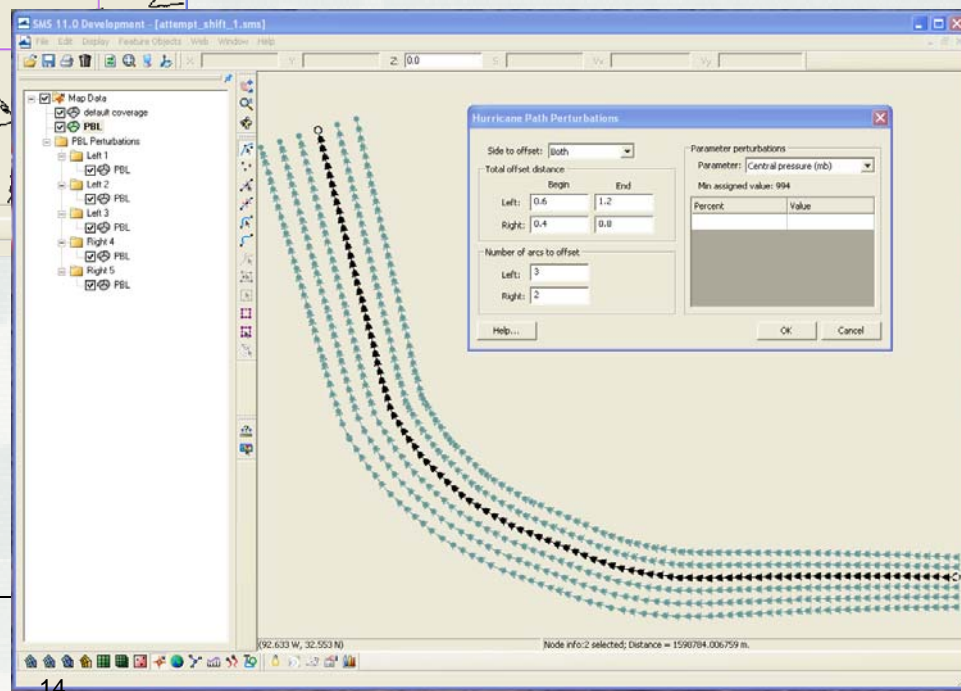 SMS 11.0 Development - [attempt_shift_1.sms]
File Edit Display Feature Objects Web Window Help
X Y Z: 0.0 S Vx Vy
Map Data
default coverage
PBL
PBL Perturbations
Left 1
PBL
Left 2
PBL
Left 3
PBL
Right 4
PBL
Right 5
PBL
Hurricane Path Perturbations
Side to offset: Both
Total offset distance
Begin End
Left: 0.6 1.2
Right: 0.4 0.8
Number of arcs to offset
Left: 3
Right: 2
Parameter perturbations
Parameter: Central pressure (mb)
Min assigned value: 994
Percent Value
Help... OK Cancel
(92.633 W, 32.553 N) Node info:2 selected; Distance = 1598784.006759 m.
14